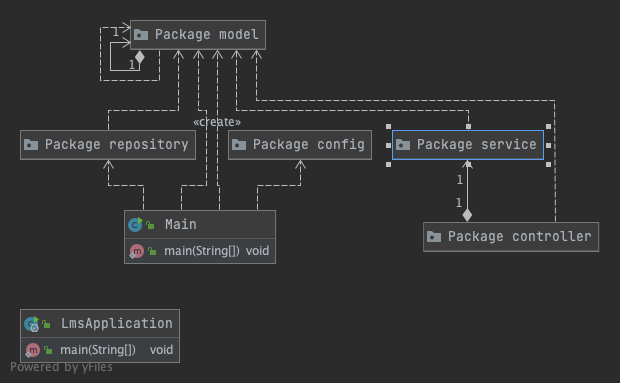 Package model
1
1
«create»
Package repository
Package config
Package service
1
1
Main
main(String[]) void
Package controller
LmsApplication
main(String[]) void
Powered by yFiles